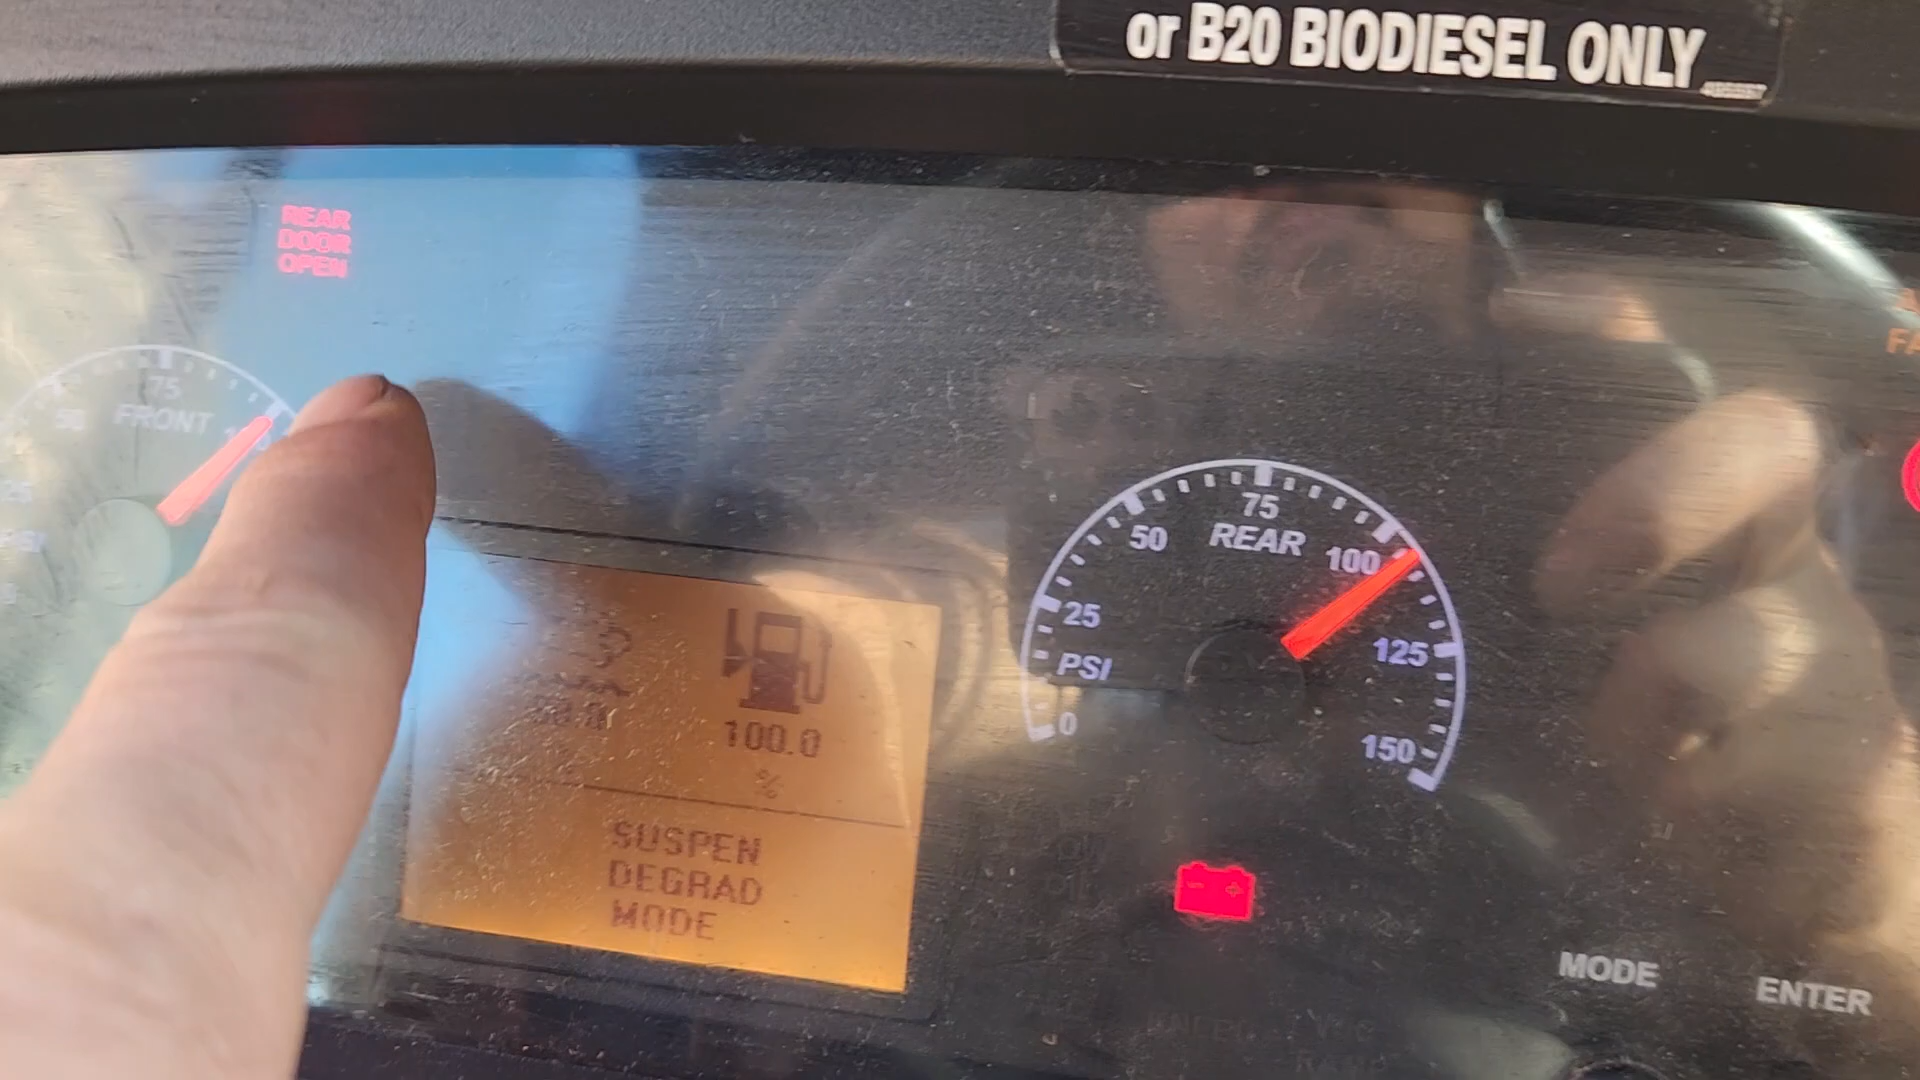 or B20 BIODIESEL ONLY
REAR
DOOR
OPEN
75
50
FRONT
75
50
REAR
100
25
125
PSI
0
150
100.0
%
SUSPEN
DEGRAD
MODE
MODE
ENTER